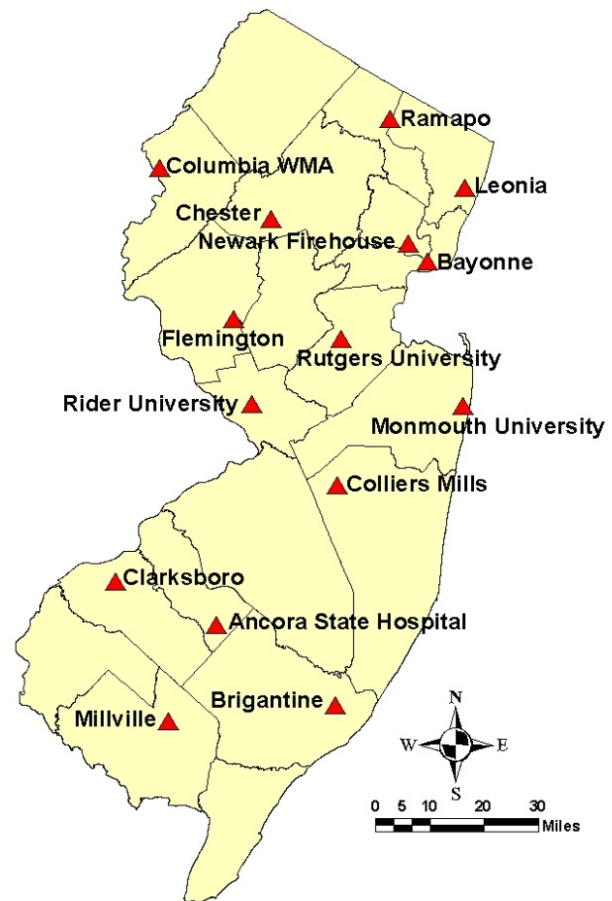 Ramapo
Columbia WMA
Leonia
Chester
Newark Firehouse
Bayonne
Flemington
Rutgers University
Rider University
Monmouth University
Colliers Mills
Clarksboro
Ancora State Hospital
Brigantine
Millville
N
W E
S
0 5 10 20 30
Miles